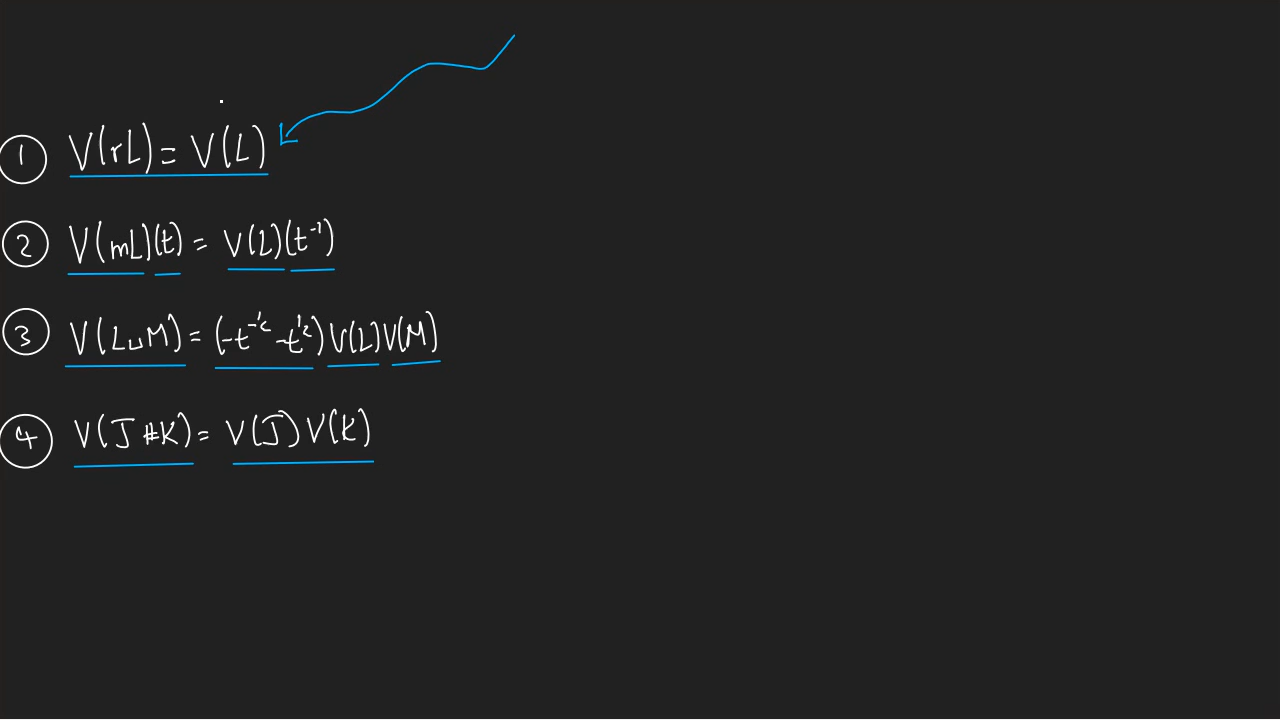 ① V(rL) = V(L)
② V(mL)(t) = V(L)(t⁻¹)
③ V(L⊔M) = (-t^{-1/2} - t^{1/2}) V(L) V(M)
④ V(J#K) = V(J) V(K)